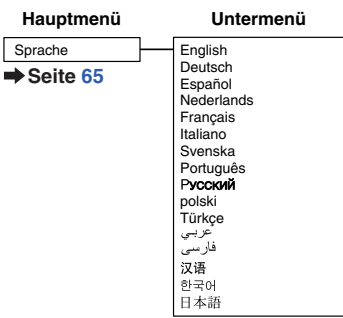 Hauptmenü
Untermenü
Sprache
➡ Seite 65
English
Deutsch
Español
Nederlands
Français
Italiano
Svenska
Português
Русский
polski
Türkçe
عربي
فارسی
汉语
한국어
日本語